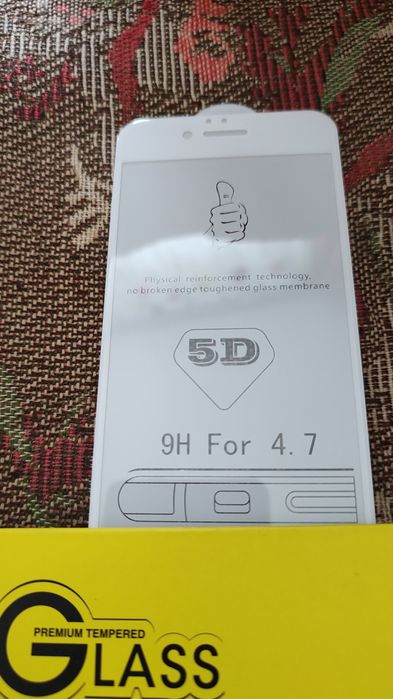 Physical reinforcement technology,
no broken edge toughened glass membrane
5D
9H For 4.7
PREMIUM TEMPERED
GLASS